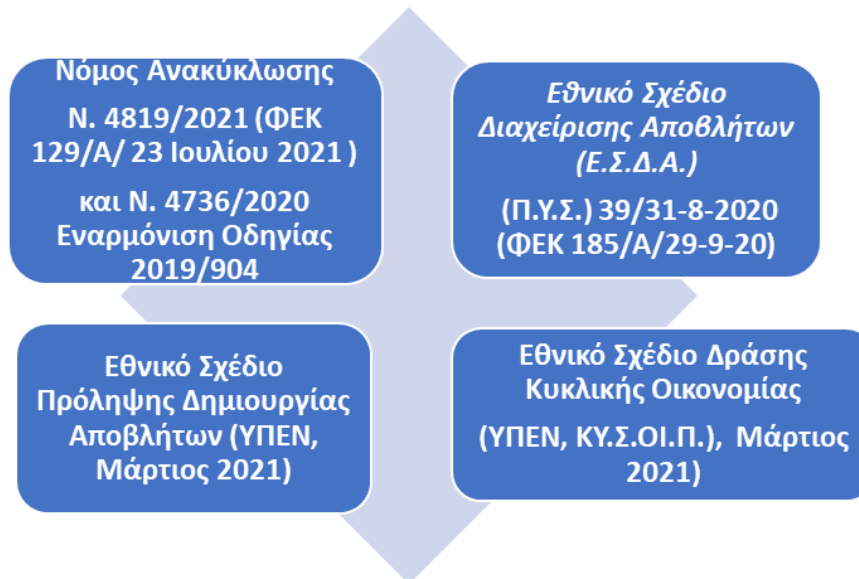 Νόμος Ανακύκλωσης
Ν. 4819/2021 (ΦΕΚ
129/Α/ 23 Ιουλίου 2021 )
και Ν. 4736/2020
Εναρμόνιση Οδηγίας
2019/904
Εθνικό Σχέδιο
Διαχείρισης Αποβλήτων
(Ε.Σ.Δ.Α.)
(Π.Υ.Σ.) 39/31-8-2020
(ΦΕΚ 185/Α/29-9-20)
Εθνικό Σχέδιο
Πρόληψης Δημιουργίας
Αποβλήτων (ΥΠΕΝ,
Μάρτιος 2021)
Εθνικό Σχέδιο Δράσης
Κυκλικής Οικονομίας
(ΥΠΕΝ, ΚΥ.Σ.ΟΙ.Π.), Μάρτιος
2021)